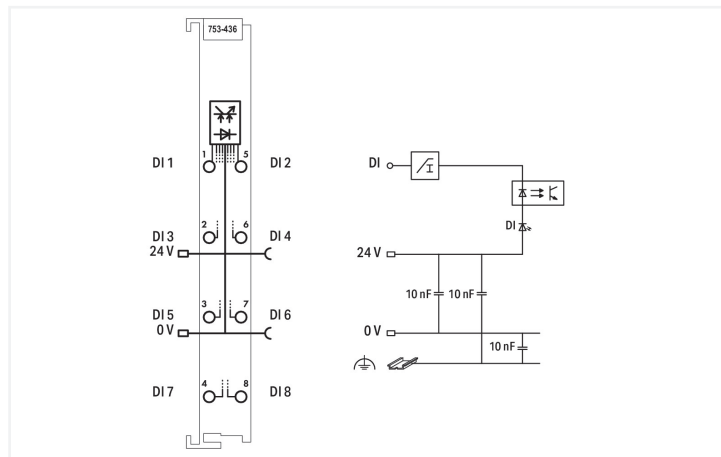 753-436
1 5
DI 1 DI 2
2 6
DI 3 DI 4
24 V
3 7
DI 5 DI 6
0 V
4 8
DI 7 DI 8
DI
I
DI
24 V
10 nF 10 nF
0 V
10 nF